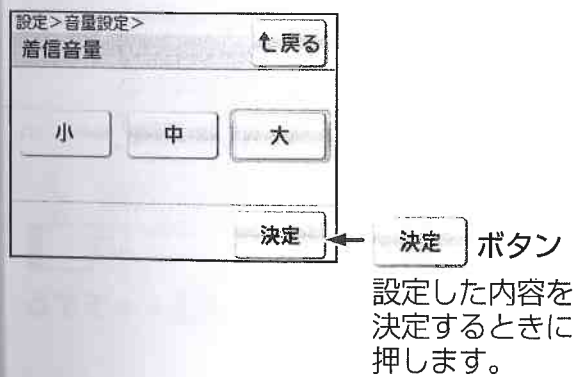 設定>音量設定>
着信音量
戻る
小 中 大
決定
決定 ボタン
設定した内容を
決定するときに
押します。